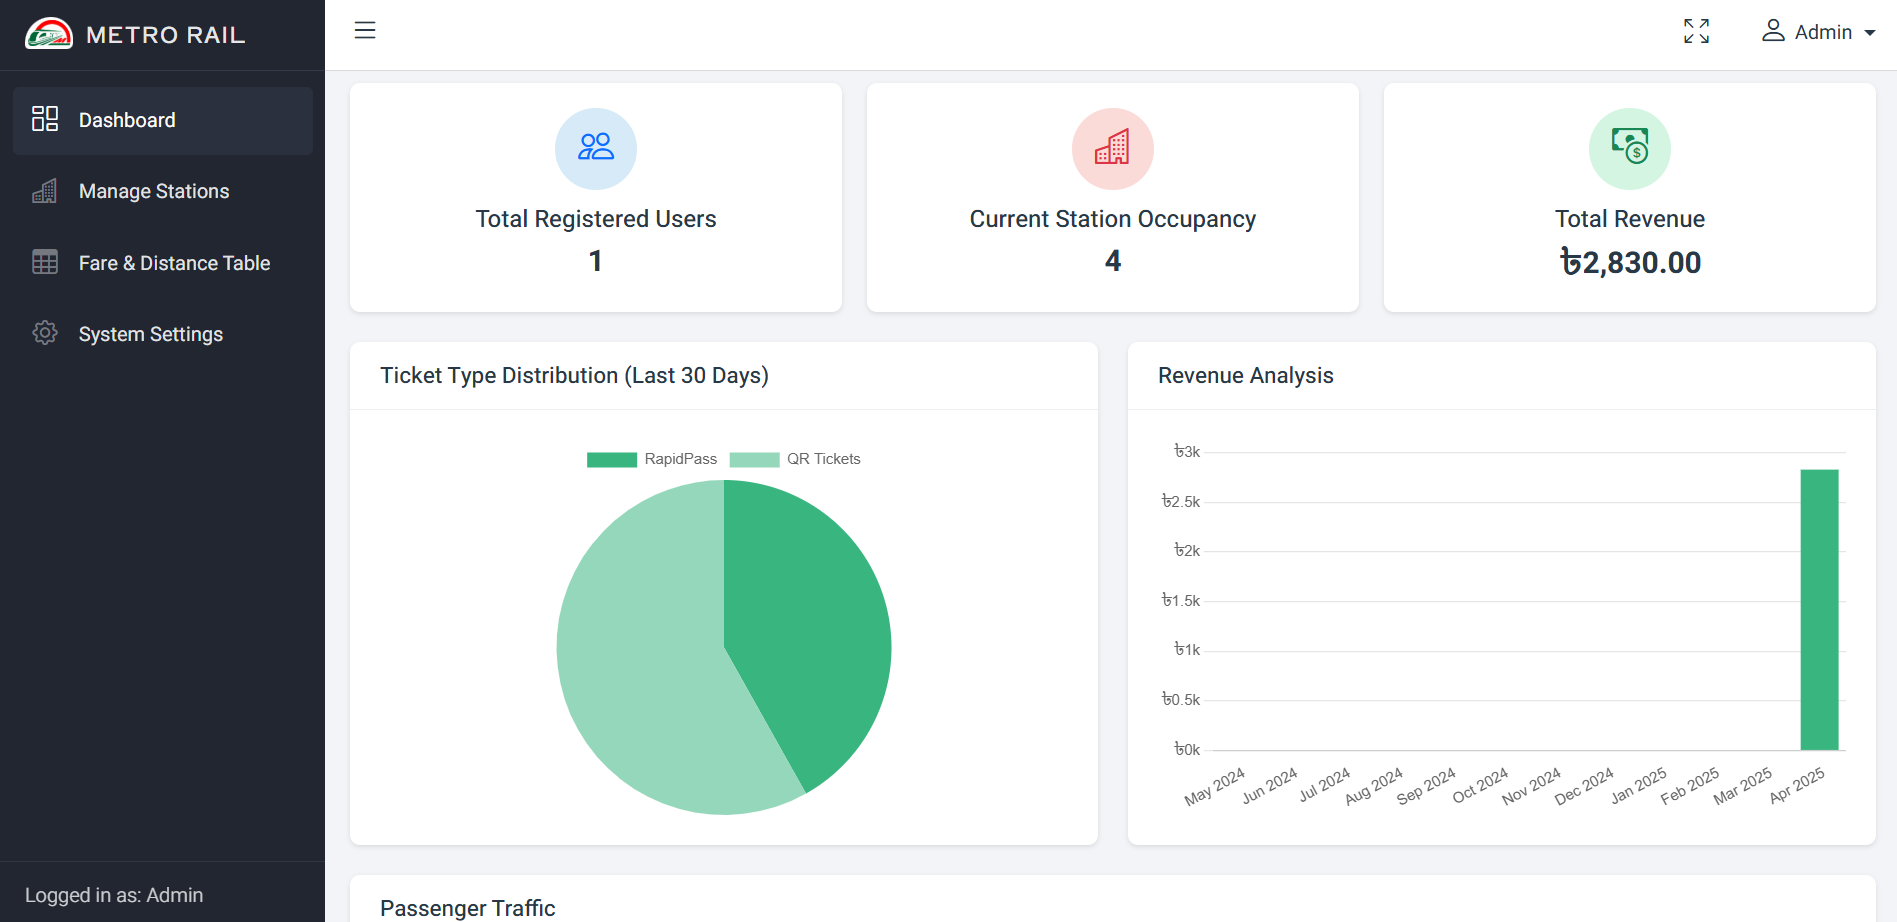 METRO RAIL
Admin
Dashboard
Manage Stations
Fare & Distance Table
System Settings
Logged in as: Admin
Total Registered Users
1
Current Station Occupancy
4
Total Revenue
৳2,830.00
Ticket Type Distribution (Last 30 Days)
RapidPass QR Tickets
Revenue Analysis
৳3k
৳2.5k
৳2k
৳1.5k
৳1k
৳0.5k
৳0k
May 2024 Jun 2024 Jul 2024 Aug 2024 Sep 2024 Oct 2024 Nov 2024 Dec 2024 Jan 2025 Feb 2025 Mar 2025 Apr 2025
Passenger Traffic